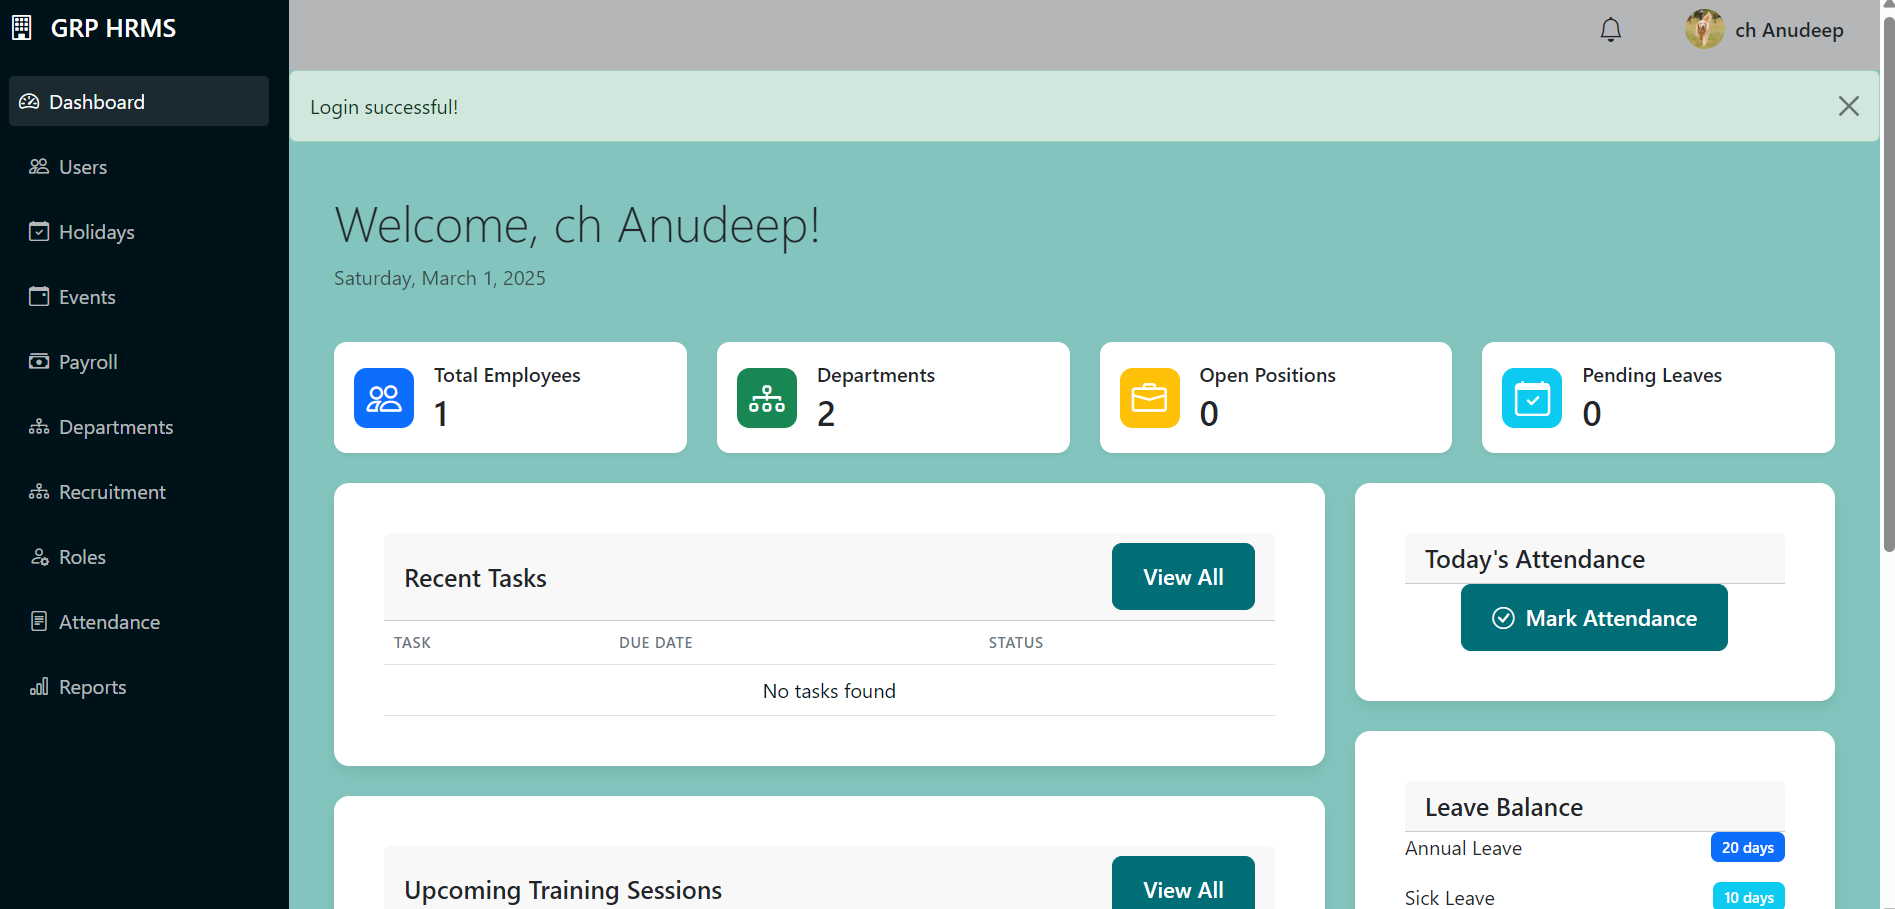 GRP HRMS
ch Anudeep
Dashboard
Users
Holidays
Events
Payroll
Departments
Recruitment
Roles
Attendance
Reports
Login successful!
Welcome, ch Anudeep!
Saturday, March 1, 2025
Total Employees
1
Departments
2
Open Positions
0
Pending Leaves
0
Recent Tasks
View All
TASK DUE DATE STATUS
No tasks found
Today's Attendance
Mark Attendance
Upcoming Training Sessions
View All
Leave Balance
Annual Leave 20 days
Sick Leave 10 days